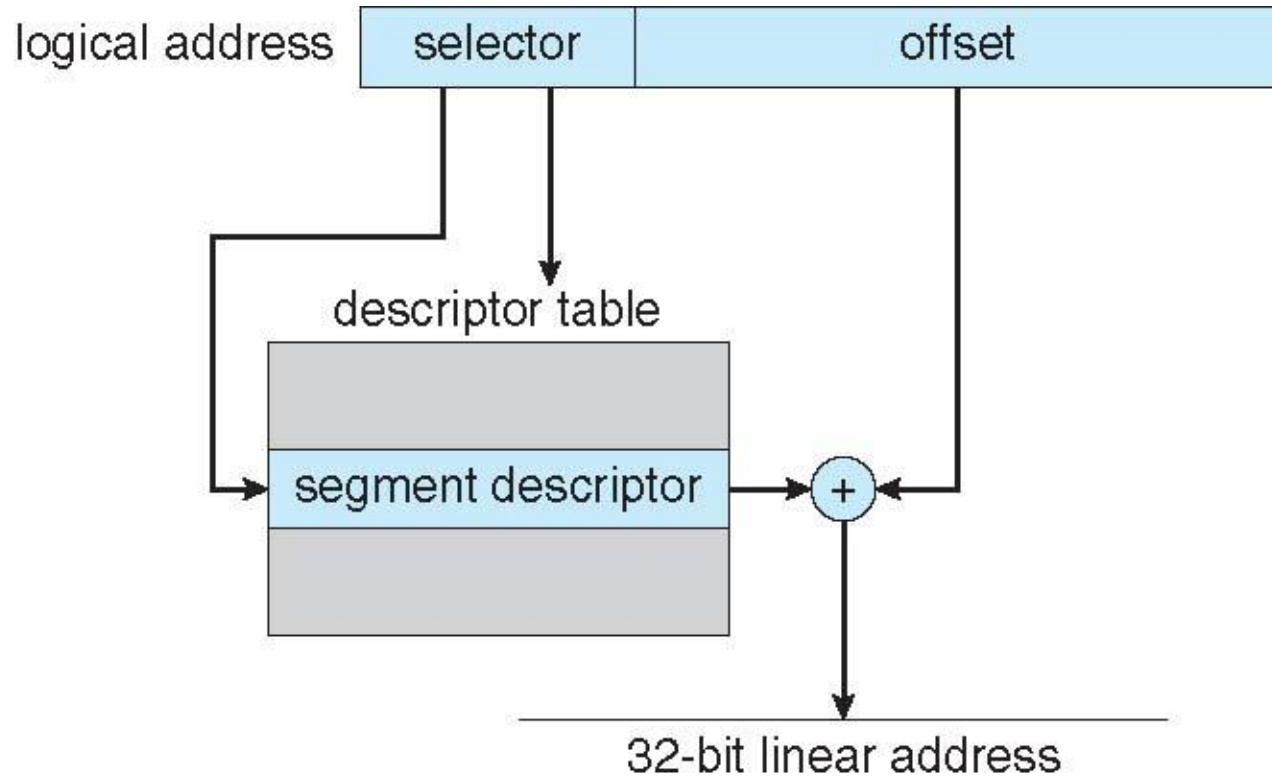 logical address
selector
offset
descriptor table
segment descriptor
+
32-bit linear address